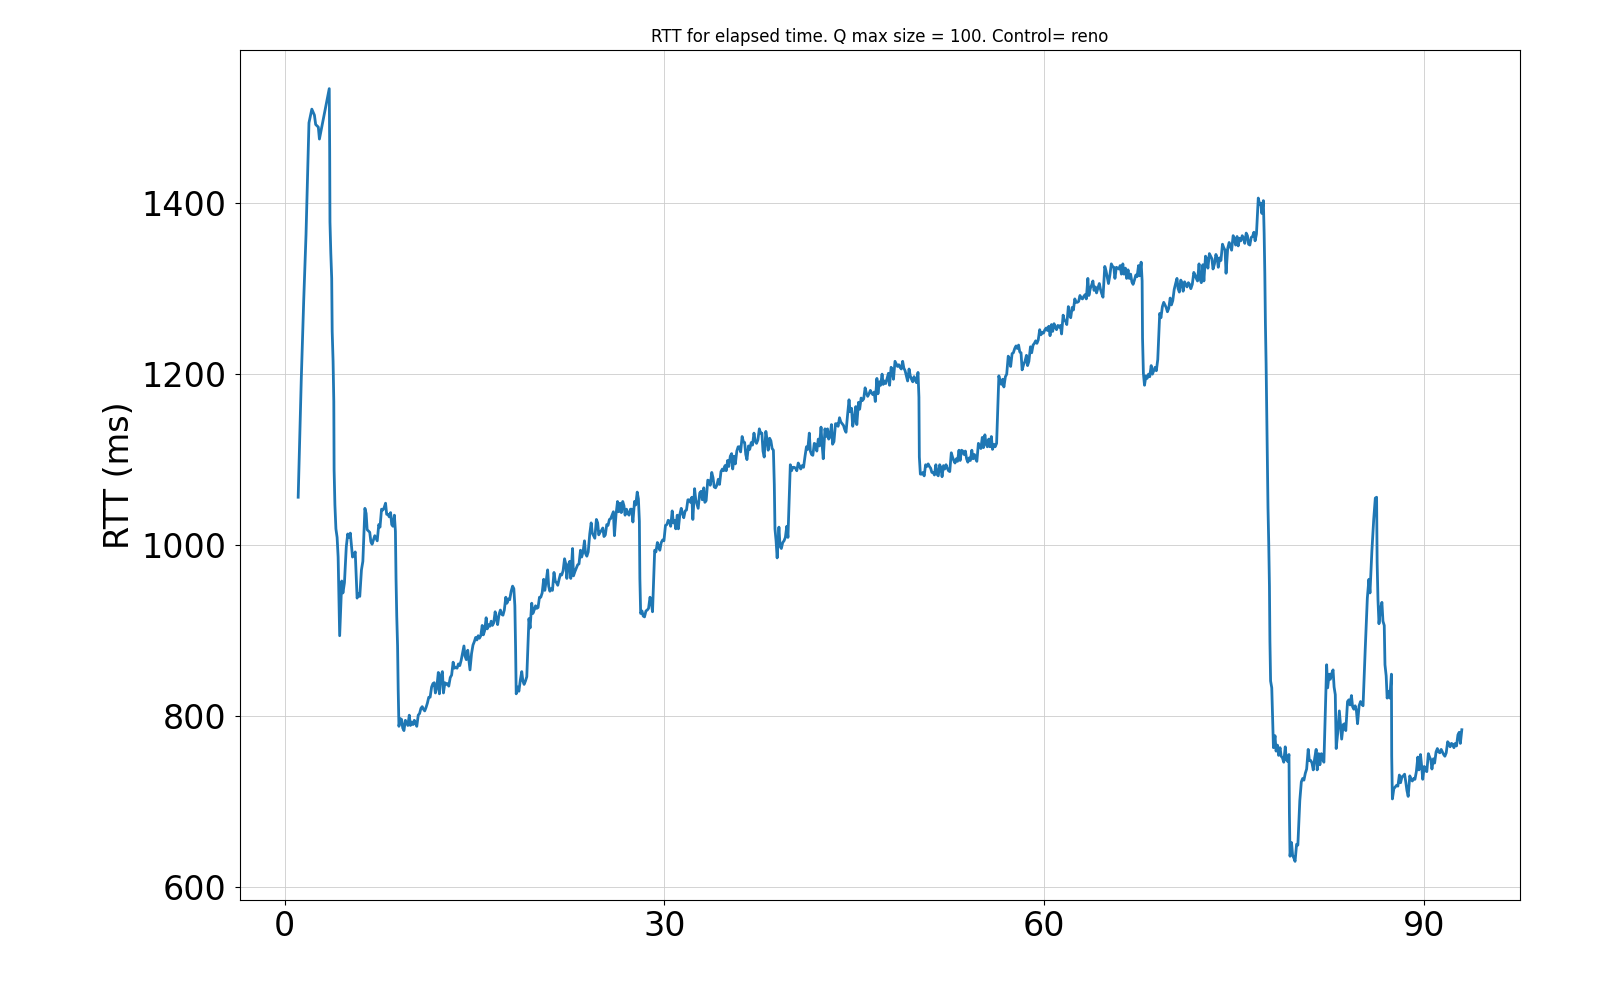 RTT for elapsed time. Q max size = 100. Control= reno
RTT (ms)
1400
1200
1000
800
600
0 30 60 90